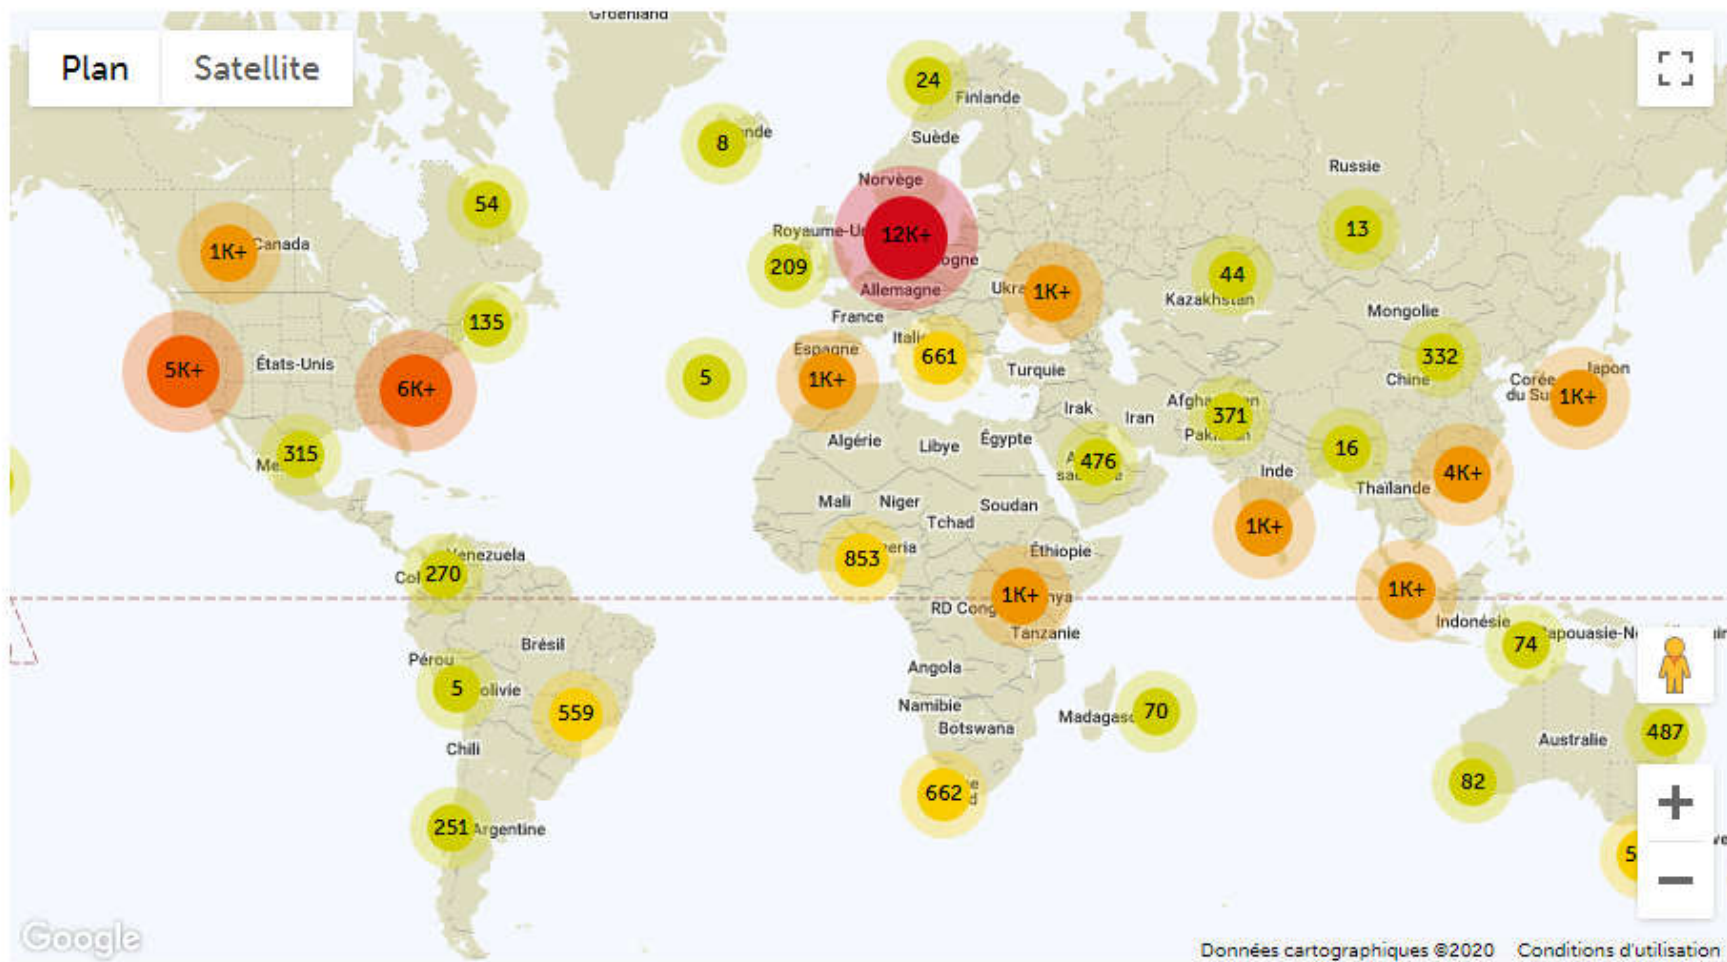 Groenland
Plan
Satellite
24
Finlande
8
Suède
Russie
Norvège
54
13
12K+
1K+
Canada
209
44
Allemagne
1K+
Kazakhstan
Mongolie
135
France
5K+
États-Unis
6K+
5
Espagne
1K+
661
Turquie
332
Chine
Japon
Corée
1K+
Irak
Iran
371
315
Algérie
Libye
Égypte
476
Inde
16
4K+
Thaïlande
Mali
Niger
Soudan
Tchad
1K+
853
Éthiopie
Venezuela
270
1K+
RD
Tanzanie
1K+
Indonésie
74
Brésil
Pérou
5
559
Angola
Namibie
Botswana
70
Chili
Australie
487
82
662
251
Argentine
Google
Données cartographiques ©2020
Conditions d'utilisation